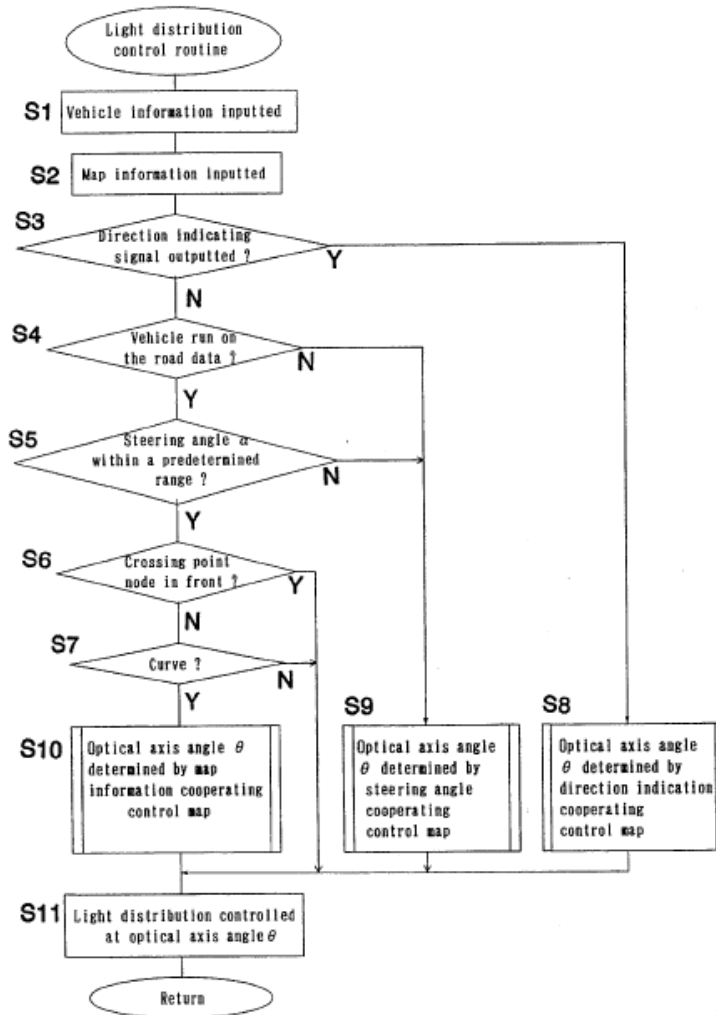 Light distribution
control routine
S1
Vehicle information inputted
S2
Map information inputted
S3
Direction indicating
signal outputted ?
Y
N
S4
Vehicle run on
the road data ?
N
Y
S5
Steering angle α
within a predetermined
range ?
N
Y
S6
Crossing point
node in front ?
Y
N
S7
Curve ?
N
Y
S10
Optical axis angle θ
determined by map
information cooperating
control map
S9
Optical axis angle
θ determined by
steering angle
cooperating
control map
S8
Optical axis angle
θ determined by
direction indication
cooperating
control map
S11
Light distribution controlled
at optical axis angle θ
Return